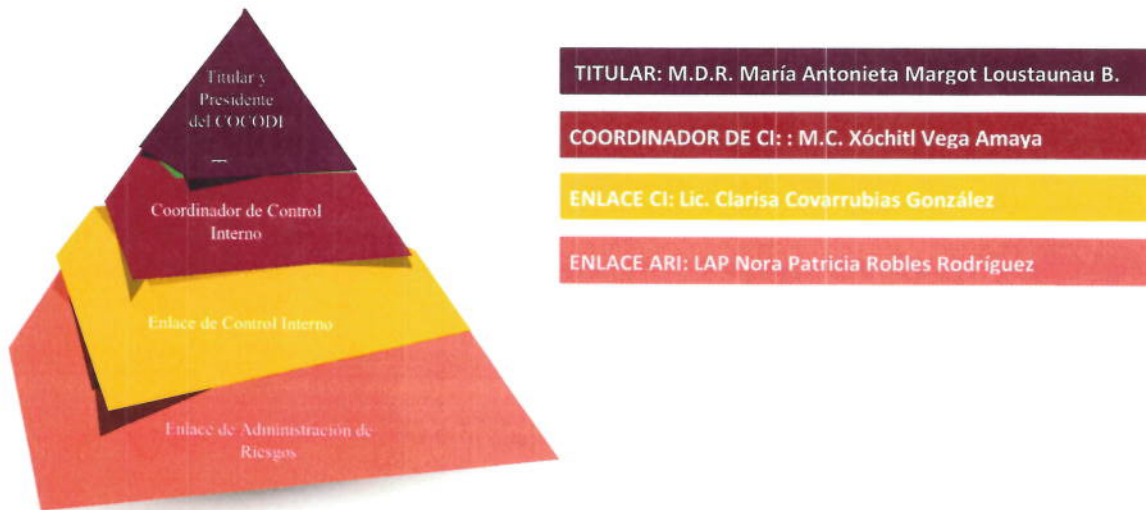 Titular y
Presidente
del COCODI
Coordinador de Control
Interno
Enlace de Control Interno
Enlace de Administración de
Riesgos
TITULAR: M.D.R. María Antonieta Margot Loustaunau B.
COORDINADOR DE CI: : M.C. Xóchitl Vega Amaya
ENLACE CI: Lic. Clarisa Covarrubias González
ENLACE ARI: LAP Nora Patricia Robles Rodríguez